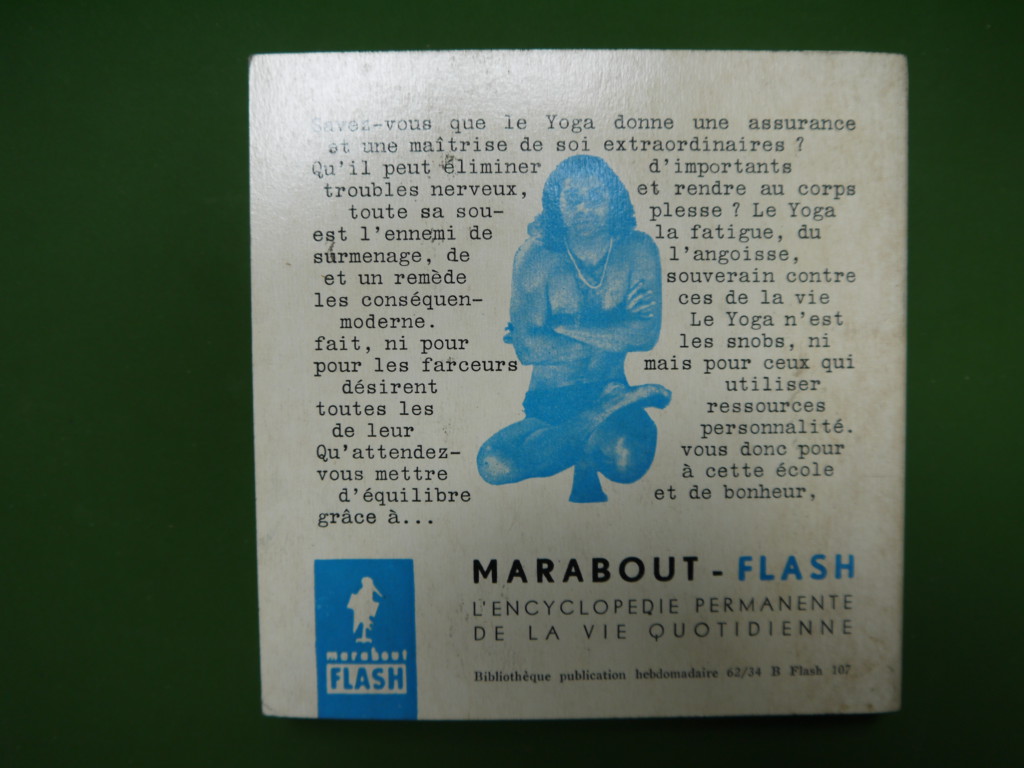 Savez-vous que le Yoga donne une assurance
et une maîtrise de soi extraordinaires ?
Qu'il peut éliminer d'importants
troubles nerveux, et rendre au corps
toute sa sou- plesse ? Le Yoga
est l'ennemi de la fatigue, du
surmenage, de l'angoisse,
et un remède souverain contre
les conséquen- ces de la vie
moderne. Le Yoga n'est
fait, ni pour les snobs, ni
pour les farceurs mais pour ceux qui
désirent utiliser
toutes les ressources
de leur personnalité.
Qu'attendez- vous donc pour
vous mettre à cette école
d'équilibre et de bonheur,
grâce à...
MARABOUT - FLASH
L'ENCYCLOPEDIE PERMANENTE
DE LA VIE QUOTIDIENNE
Bibliothèque publication hebdomadaire 62/34 B Flash 107
marabout
FLASH